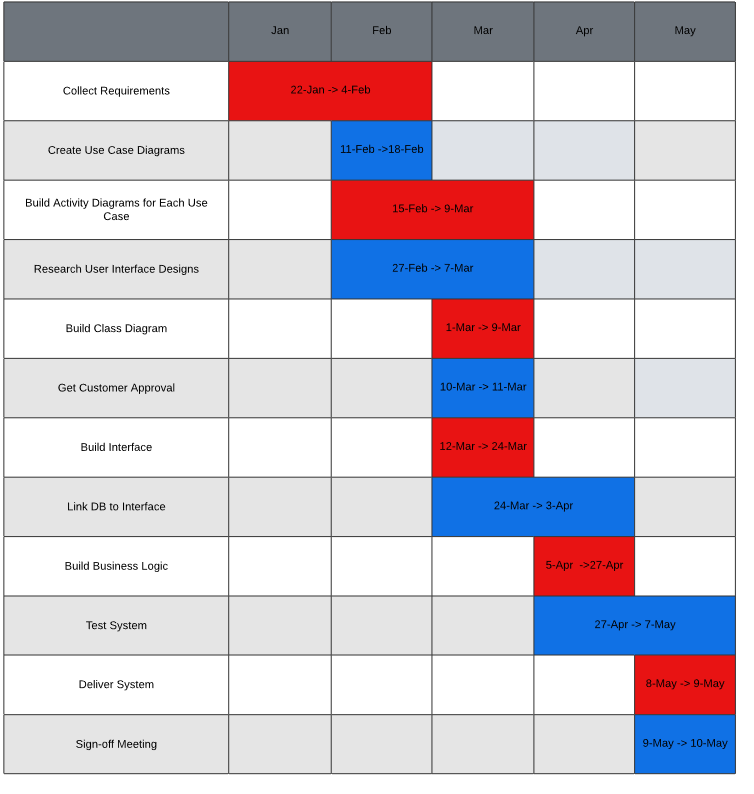 Jan
Feb
Mar
Apr
May
Collect Requirements
22-Jan -> 4-Feb
Create Use Case Diagrams
11-Feb ->18-Feb
Build Activity Diagrams for Each Use
Case
15-Feb -> 9-Mar
Research User Interface Designs
27-Feb -> 7-Mar
Build Class Diagram
1-Mar -> 9-Mar
Get Customer Approval
10-Mar -> 11-Mar
Build Interface
12-Mar -> 24-Mar
Link DB to Interface
24-Mar -> 3-Apr
Build Business Logic
5-Apr  ->27-Apr
Test System
27-Apr -> 7-May
Deliver System
8-May -> 9-May
Sign-off Meeting
9-May -> 10-May